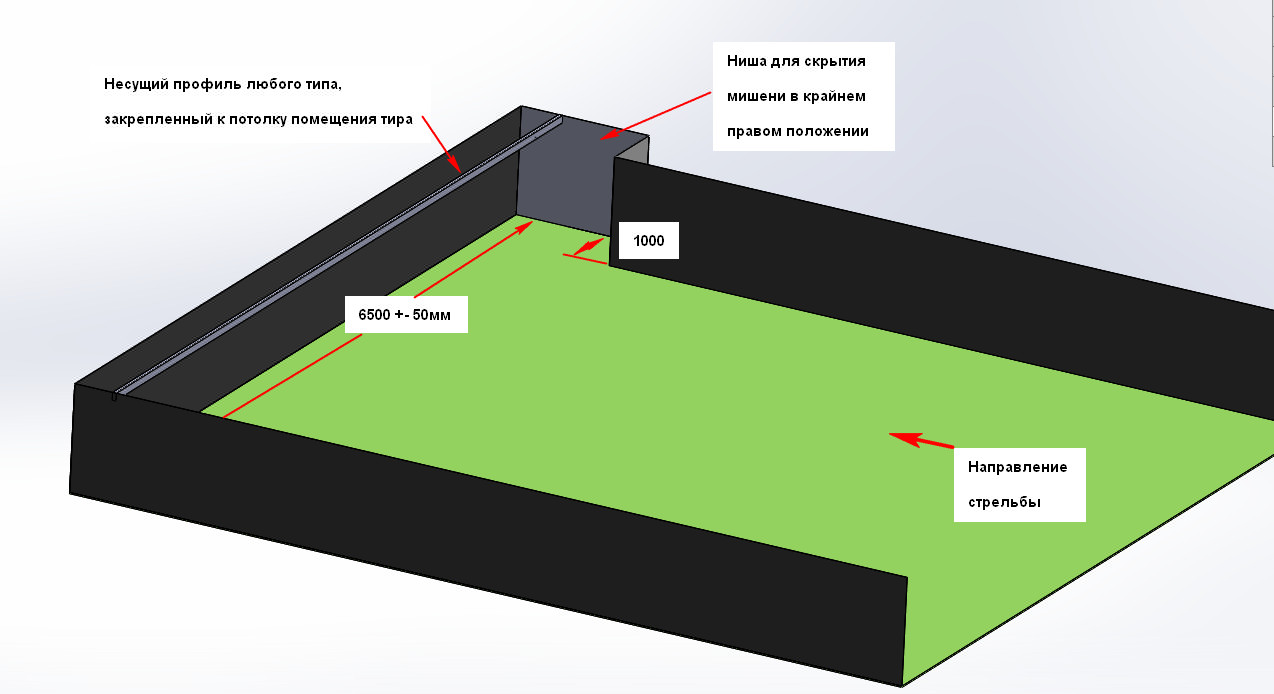 Несущий профиль любого типа,
закрепленный к потолку помещения тира
Ниша для скрытия
мишени в крайнем
правом положении
1000
6500 +- 50мм
Направление
стрельбы